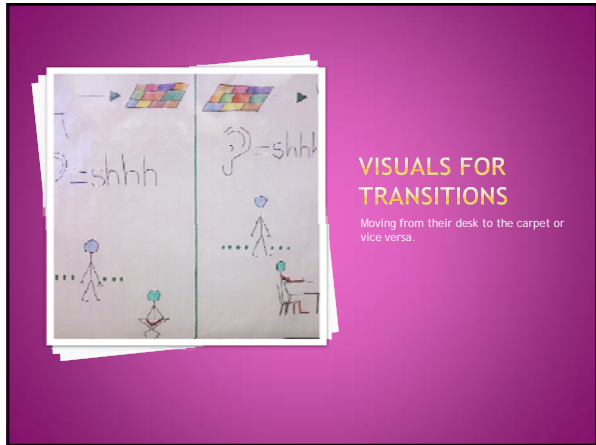 =shhh
=shhh
VISUALS FOR
TRANSITIONS
Moving from their desk to the carpet or
vice versa.